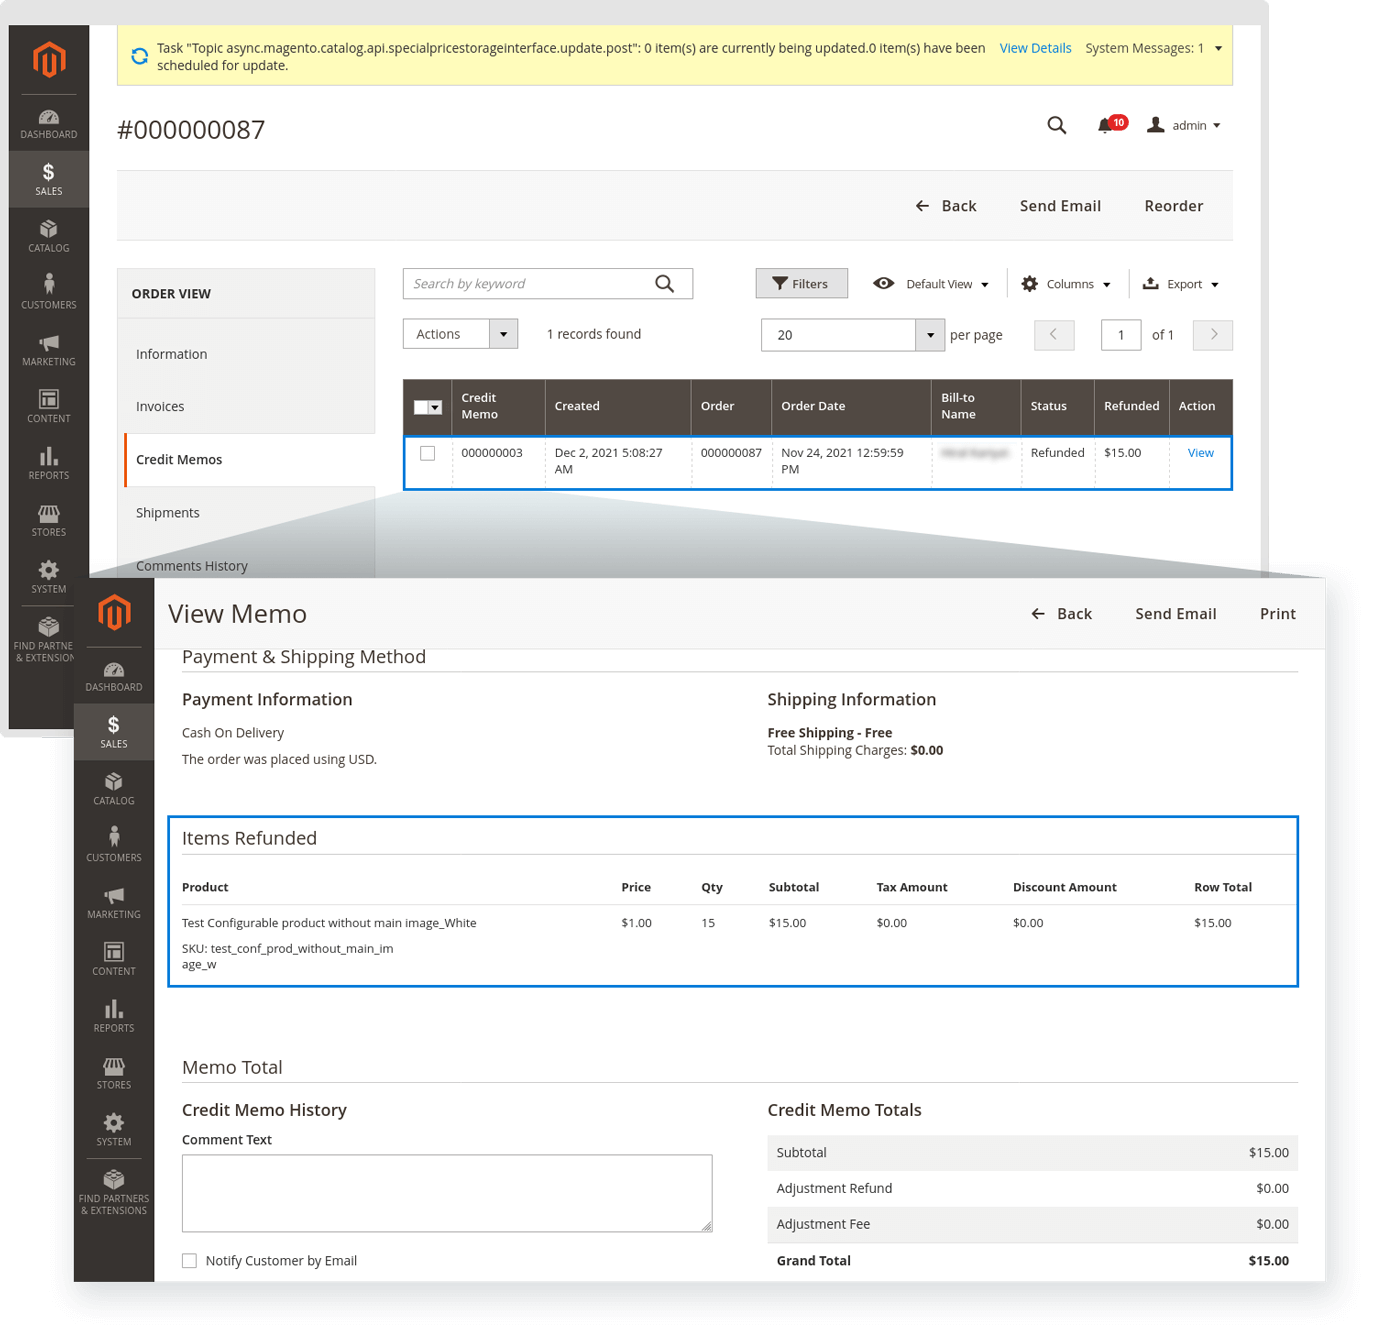 Task "Topic async.magento.catalog.api.specialpricestorageinterface.update.post": 0 item(s) are currently being updated.0 item(s) have been
scheduled for update.
View Details
System Messages: 1
#000000087
10
admin
Back
Send Email
Reorder
DASHBOARD
SALES
CATALOG
CUSTOMERS
MARKETING
CONTENT
REPORTS
STORES
SYSTEM
FIND PARTNE
& EXTENSION
ORDER VIEW
Information
Invoices
Credit Memos
Shipments
Comments History
Search by keyword
Filters
Default View
Columns
Export
Actions
1 records found
20
per page
1
of 1
Credit Memo Created Order Order Date Bill-to Name Status Refunded Action
000000003 Dec 2, 2021 5:08:27 AM 000000087 Nov 24, 2021 12:59:59 PM Refunded $15.00 View
View Memo
Back
Send Email
Print
DASHBOARD
SALES
CATALOG
CUSTOMERS
MARKETING
CONTENT
REPORTS
STORES
SYSTEM
FIND PARTNERS
& EXTENSIONS
Payment & Shipping Method
Payment Information
Cash On Delivery
The order was placed using USD.
Shipping Information
Free Shipping - Free
Total Shipping Charges: $0.00
Items Refunded
Product Price Qty Subtotal Tax Amount Discount Amount Row Total
Test Configurable product without main image_White $1.00 15 $15.00 $0.00 $0.00 $15.00
SKU: test_conf_prod_without_main_im
age_w
Memo Total
Credit Memo History
Comment Text
Notify Customer by Email
Credit Memo Totals
Subtotal $15.00
Adjustment Refund $0.00
Adjustment Fee $0.00
Grand Total $15.00